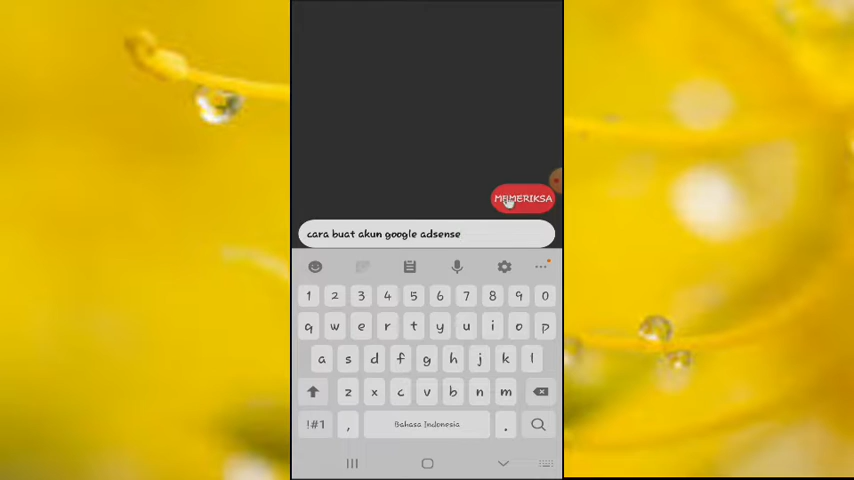 MEMERIKSA
cara buat akun google adsense
1 2 3 4 5 6 7 8 9 0
q w e r t y u i o p
a s d f g h j k l
z x c v b n m
!#1 , Bahasa Indonesia .